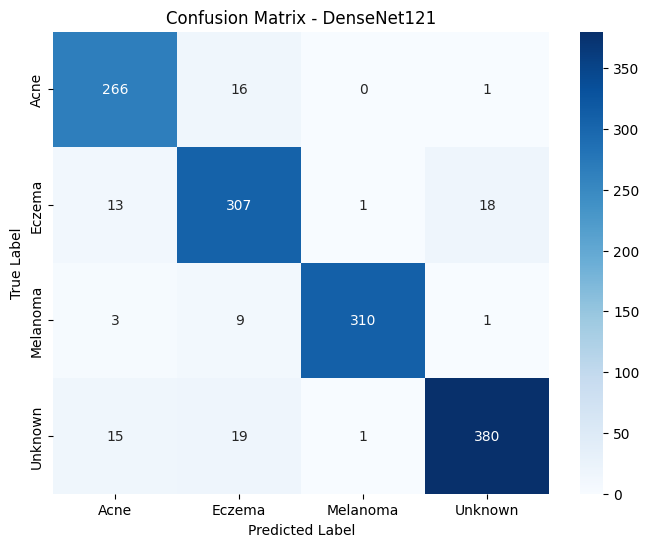 Confusion Matrix - DenseNet121
True Label
Acne 266 16 0 1
Eczema 13 307 1 18
Melanoma 3 9 310 1
Unknown 15 19 1 380
Acne Eczema Melanoma Unknown
Predicted Label
350
300
250
200
150
100
50
0